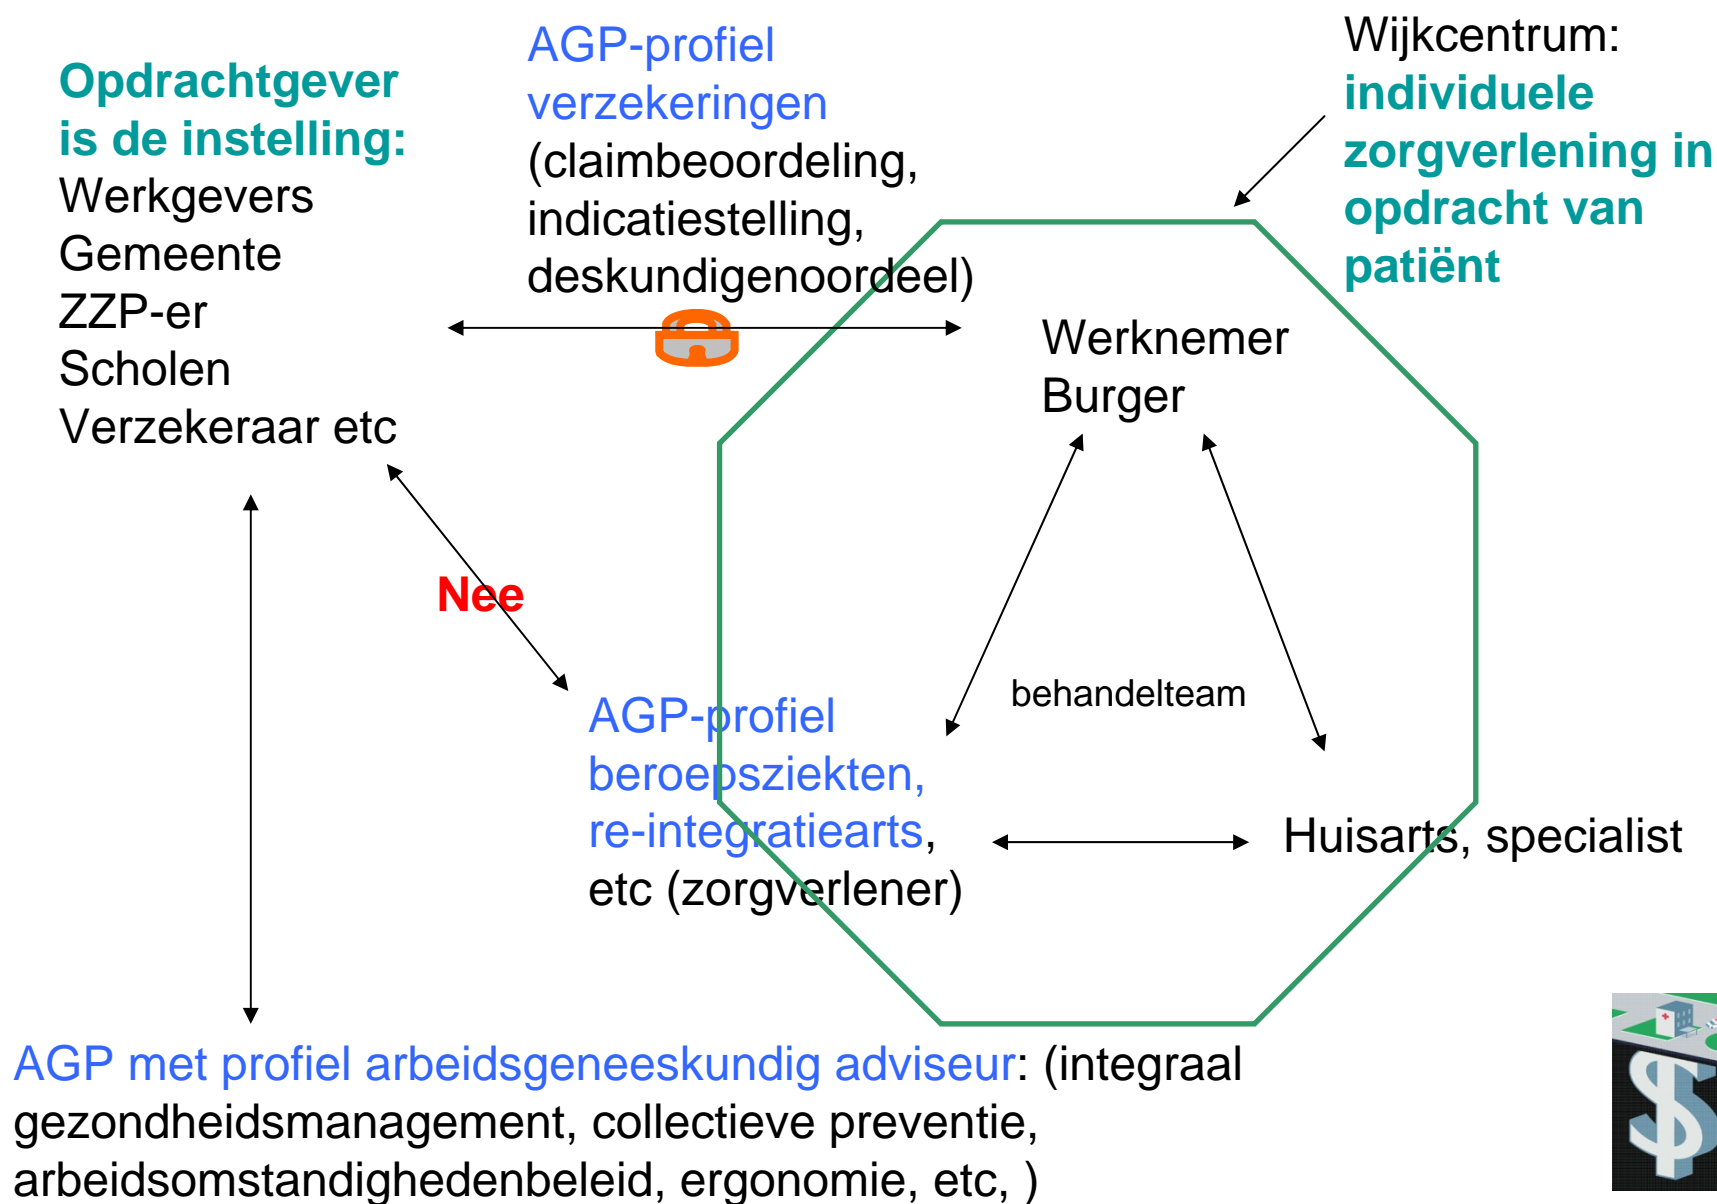 Opdrachtgever
is de instelling:
Werkgevers
Gemeente
ZZP-er
Scholen
Verzekeraar etc
AGP-profiel
verzekeringen
(claimbeoordeling,
indicatiestelling,
deskundigenoordeel)
Wijkcentrum:
individuele
zorgverlening in
opdracht van
patiënt
Werknemer
Burger
Nee
behandelteam
AGP-profiel
beroepsziekten,
re-integratiearts,
etc (zorgverlener)
Huisarts, specialist
AGP met profiel arbeidsgeneeskundig adviseur: (integraal
gezondheidsmanagement, collectieve preventie,
arbeidsomstandighedenbeleid, ergonomie, etc, )